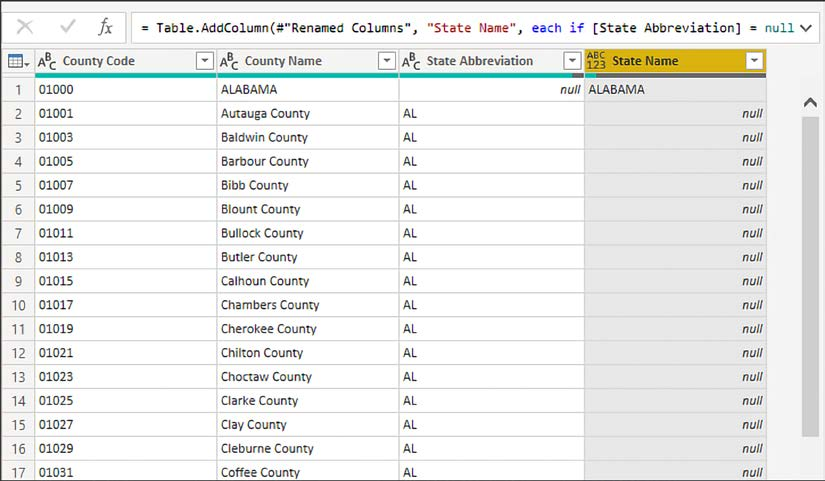 fx = Table.AddColumn(#"Renamed Columns", "State Name", each if [State Abbreviation] = null
ABC County Code ABC County Name ABC State Abbreviation ABC 123 State Name
1 01000 ALABAMA null ALABAMA
2 01001 Autauga County AL null
3 01003 Baldwin County AL null
4 01005 Barbour County AL null
5 01007 Bibb County AL null
6 01009 Blount County AL null
7 01011 Bullock County AL null
8 01013 Butler County AL null
9 01015 Calhoun County AL null
10 01017 Chambers County AL null
11 01019 Cherokee County AL null
12 01021 Chilton County AL null
13 01023 Choctaw County AL null
14 01025 Clarke County AL null
15 01027 Clay County AL null
16 01029 Cleburne County AL null
17 01031 Coffee County AL null